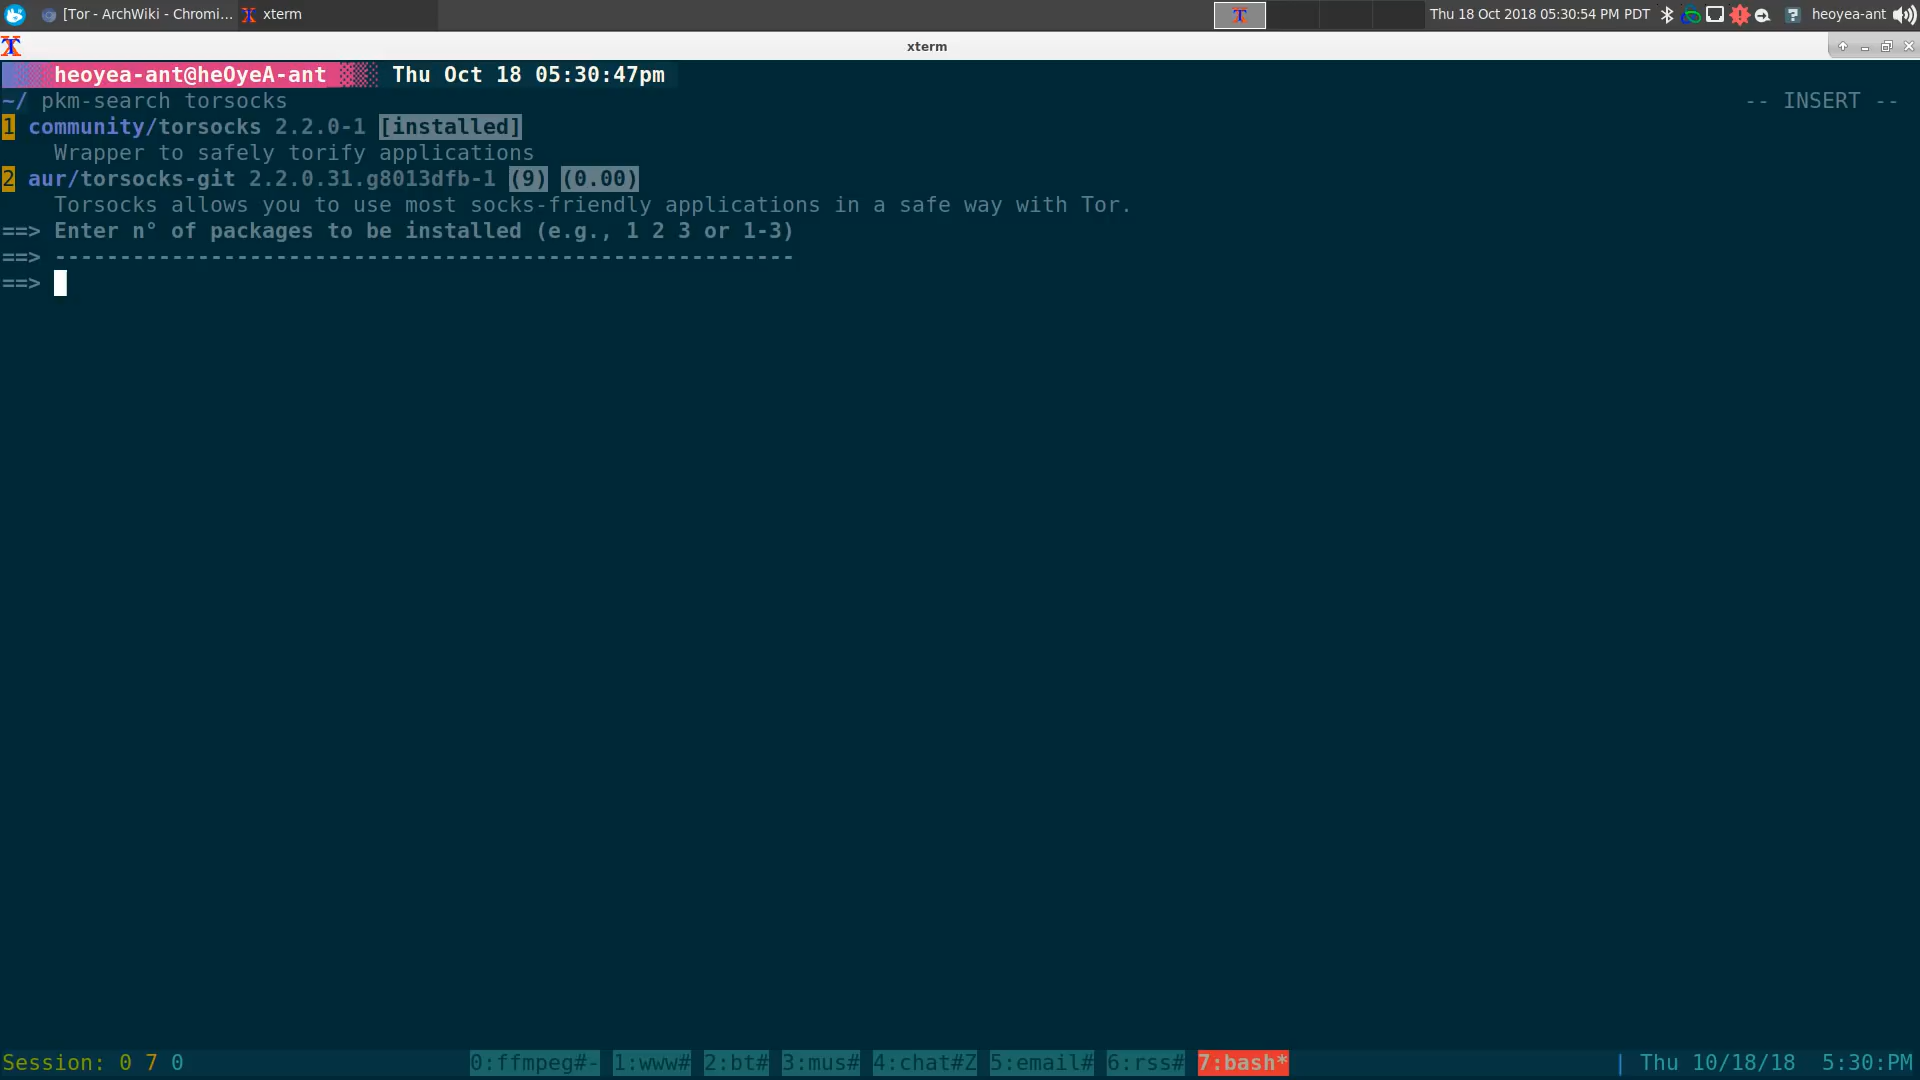 [Tor - ArchWiki - Chromi... xterm Thu 18 Oct 2018 05:30:54 PM PDT heoyea-ant
xterm
heoyea-ant@heOyeA-ant Thu Oct 18 05:30:47pm
~/ pkm-search torsocks -- INSERT --
1 community/torsocks 2.2.0-1 [installed]
Wrapper to safely torify applications
2 aur/torsocks-git 2.2.0.31.g8013dfb-1 (9) (0.00)
Torsocks allows you to use most socks-friendly applications in a safe way with Tor.
==> Enter n° of packages to be installed (e.g., 1 2 3 or 1-3)
==> ---------------------------------------------------------
==>
Session: 0 7 0 0:ffmpeg#- 1:www# 2:bt# 3:mus# 4:chat#Z 5:email# 6:rss# 7:bash* | Thu 10/18/18 5:30:PM